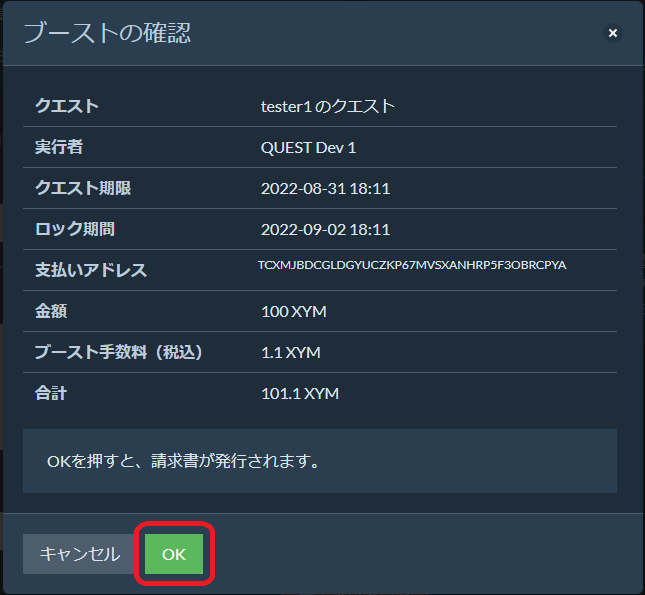 ブーストの確認
クエスト tester1 のクエスト
実行者 QUEST Dev 1
クエスト期限 2022-08-31 18:11
ロック期間 2022-09-02 18:11
支払いアドレス TCXMJBDCGLDGYUCZKP67MVSXANHRP5F3OBRCPYA
金額 100 XYM
ブースト手数料（税込） 1.1 XYM
合計 101.1 XYM
OKを押すと、請求書が発行されます。
キャンセル OK